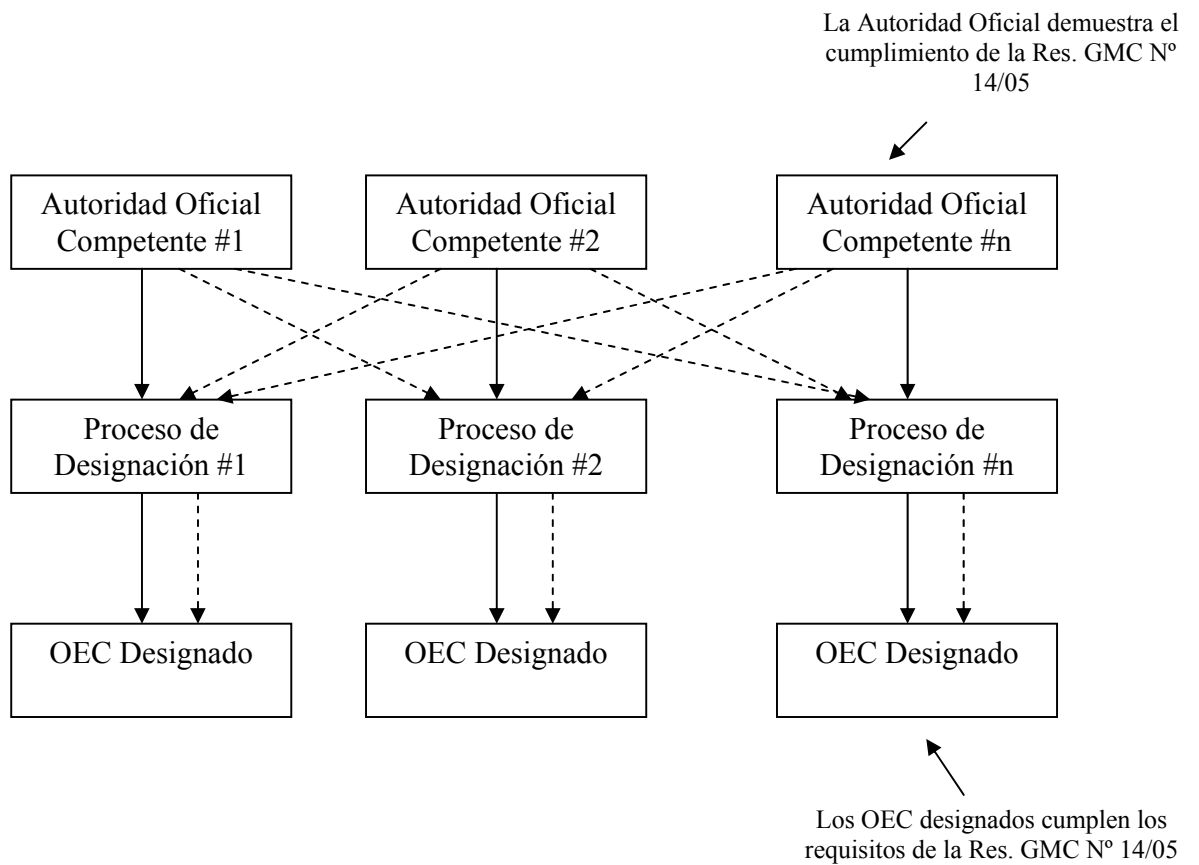 La Autoridad Oficial demuestra el
cumplimiento de la Res. GMC Nº
14/05
Autoridad Oficial
Competente #1
Autoridad Oficial
Competente #2
Autoridad Oficial
Competente #n
Proceso de
Designación #1
Proceso de
Designación #2
Proceso de
Designación #n
OEC Designado
OEC Designado
OEC Designado
Los OEC designados cumplen los
requisitos de la Res. GMC Nº 14/05